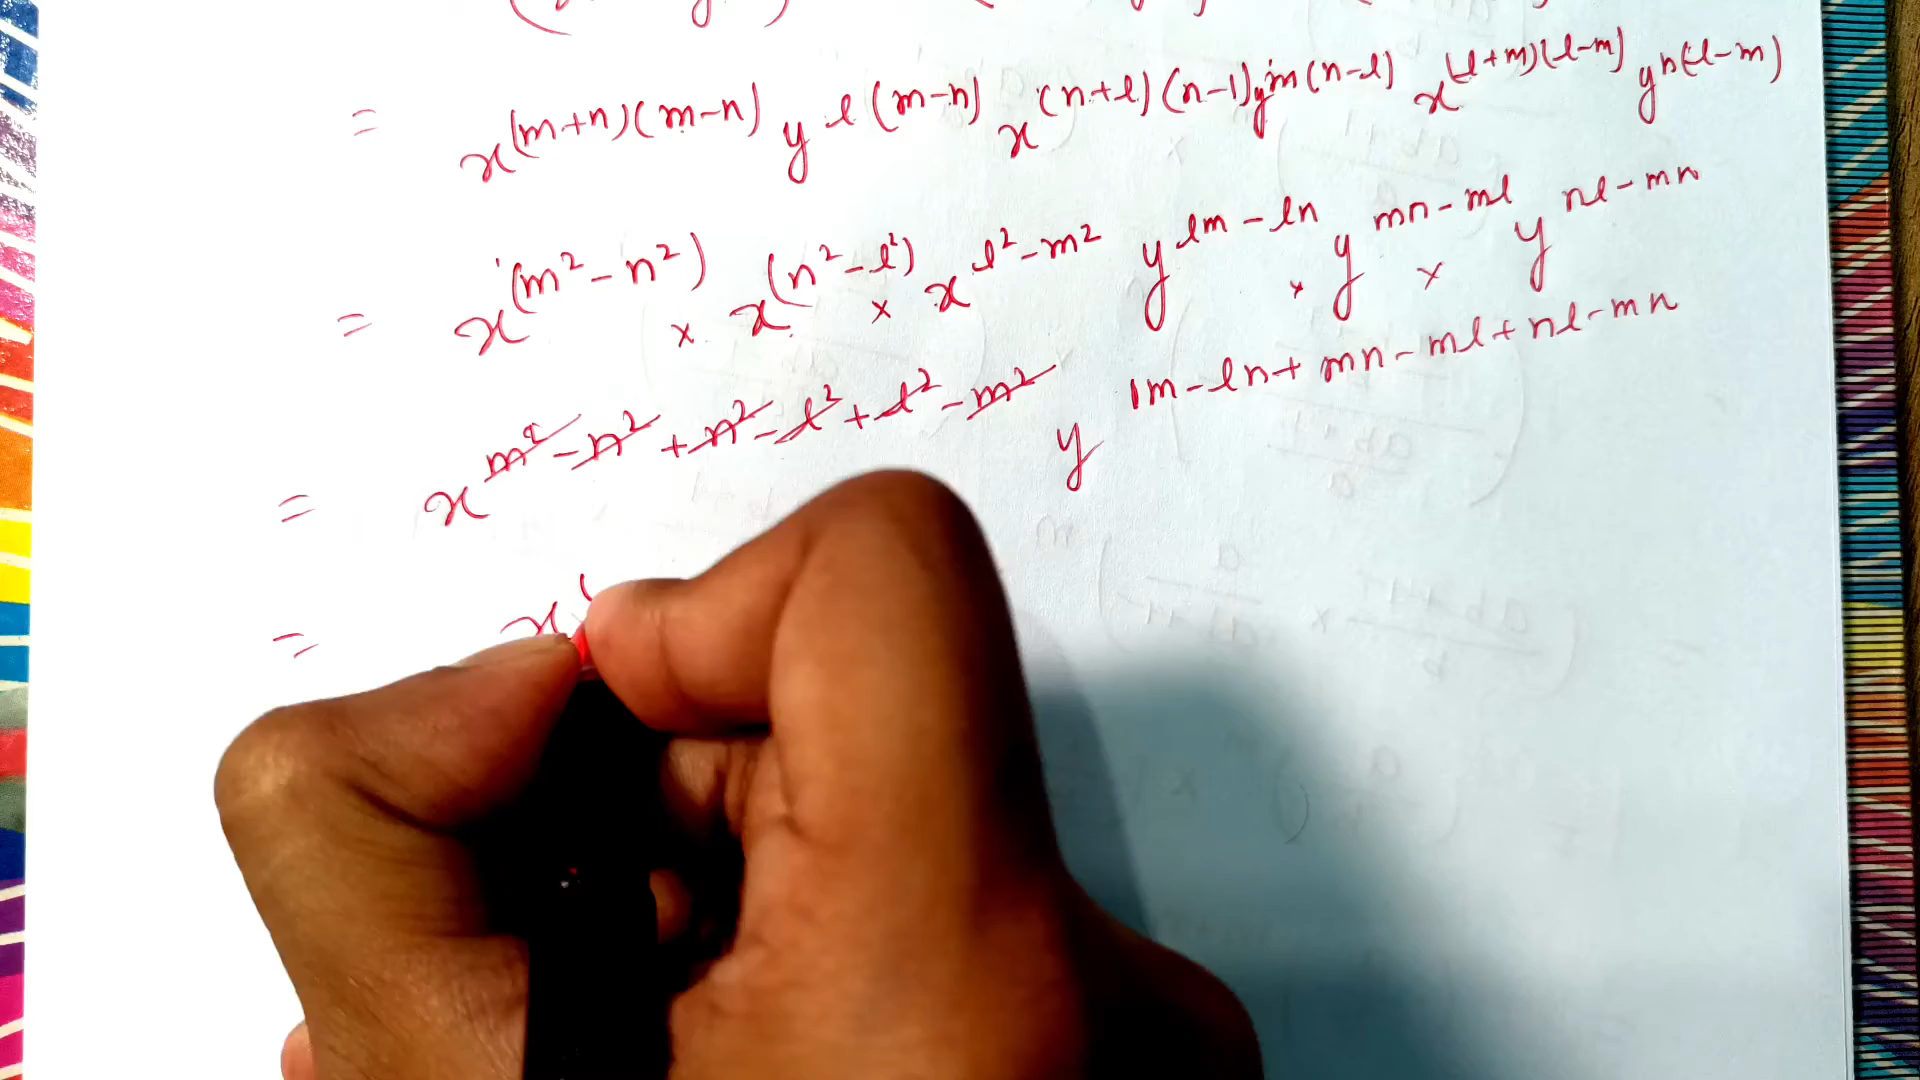 = x^(m+n)(m-n) y^l(m-n) x^(n+l)(n-1) y^m(n-l) x^(l+m)(l-m) y^n(l-m)
= x^(m²-n²) × x^(n²-l²) × x^l²-m² y^lm-ln × y^mn-ml × y^nl-mn
= x^m²-n²+n²-l²+l²-m² y^lm-ln+mn-ml+nl-mn
= x